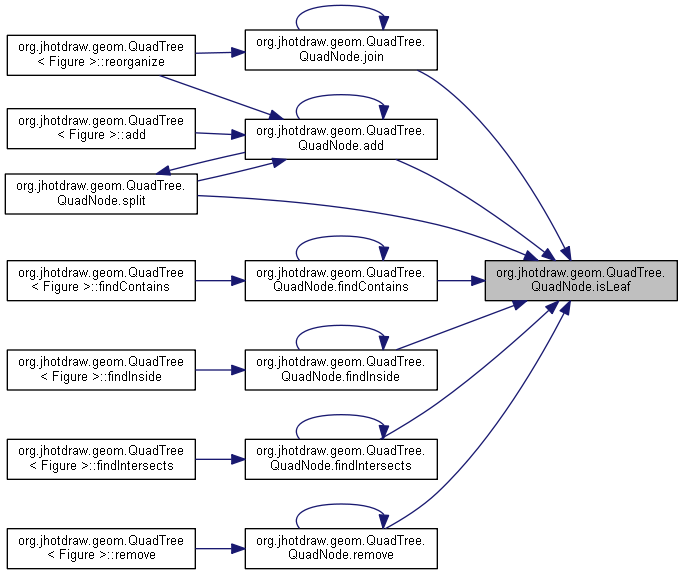 org.jhotdraw.geom.QuadTree
< Figure >::reorganize
org.jhotdraw.geom.QuadTree.
QuadNode.join
org.jhotdraw.geom.QuadTree
< Figure >::add
org.jhotdraw.geom.QuadTree.
QuadNode.add
org.jhotdraw.geom.QuadTree.
QuadNode.split
org.jhotdraw.geom.QuadTree
< Figure >::findContains
org.jhotdraw.geom.QuadTree.
QuadNode.findContains
org.jhotdraw.geom.QuadTree.
QuadNode.isLeaf
org.jhotdraw.geom.QuadTree
< Figure >::findInside
org.jhotdraw.geom.QuadTree.
QuadNode.findInside
org.jhotdraw.geom.QuadTree
< Figure >::findIntersects
org.jhotdraw.geom.QuadTree.
QuadNode.findIntersects
org.jhotdraw.geom.QuadTree
< Figure >::remove
org.jhotdraw.geom.QuadTree.
QuadNode.remove